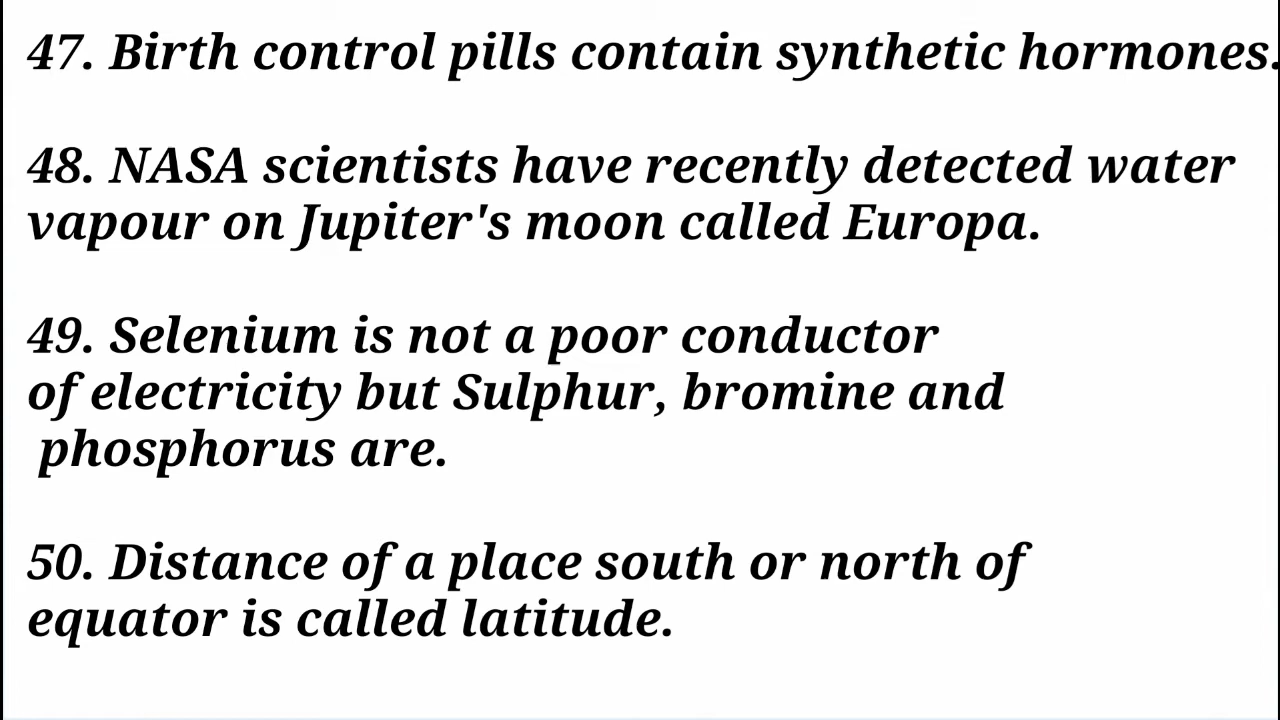 47. Birth control pills contain synthetic hormones.
48. NASA scientists have recently detected water
vapour on Jupiter's moon called Europa.
49. Selenium is not a poor conductor
of electricity but Sulphur, bromine and
phosphorus are.
50. Distance of a place south or north of
equator is called latitude.